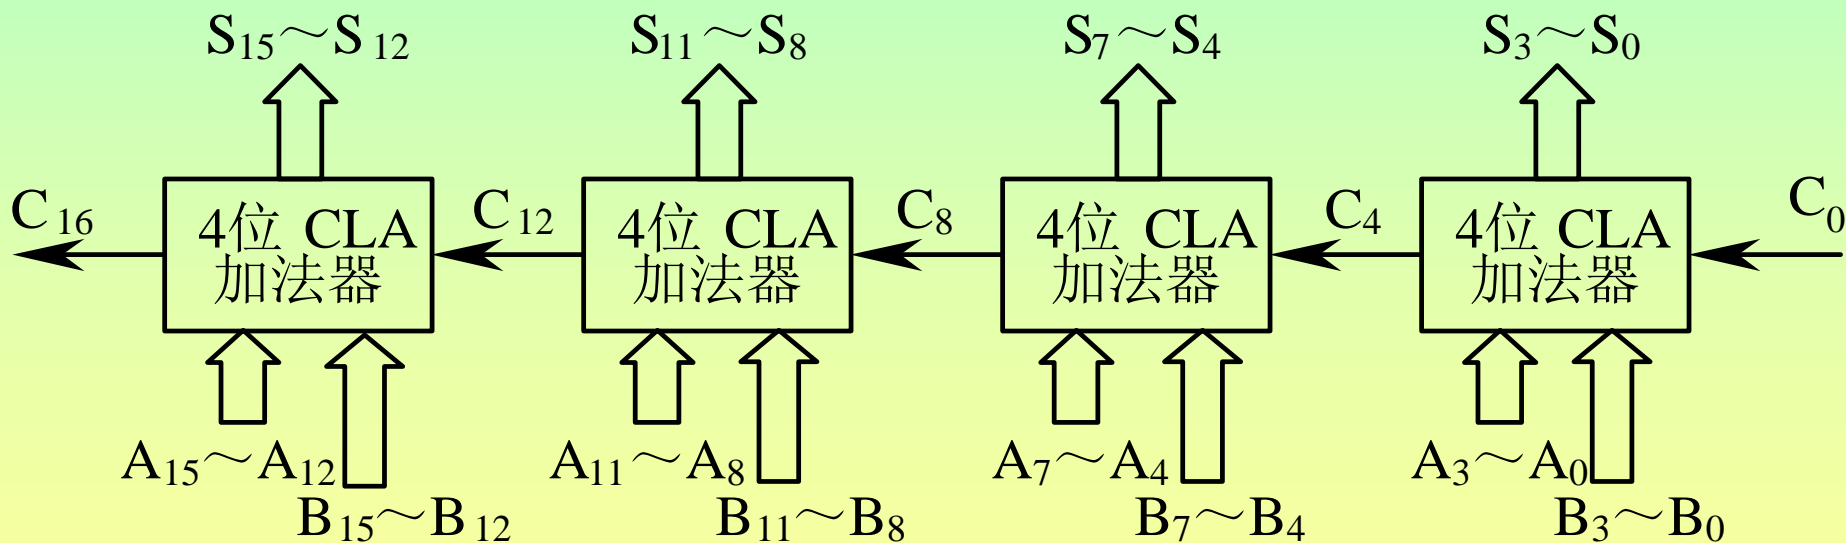 S15～S12 S11～S8 S7～S4 S3～S0
C16 C12 C8 C4 C0
4位 CLA 4位 CLA 4位 CLA 4位 CLA
加法器 加法器 加法器 加法器
A15～A12 A11～A8 A7～A4 A3～A0
B15～B12 B11～B8 B7～B4 B3～B0